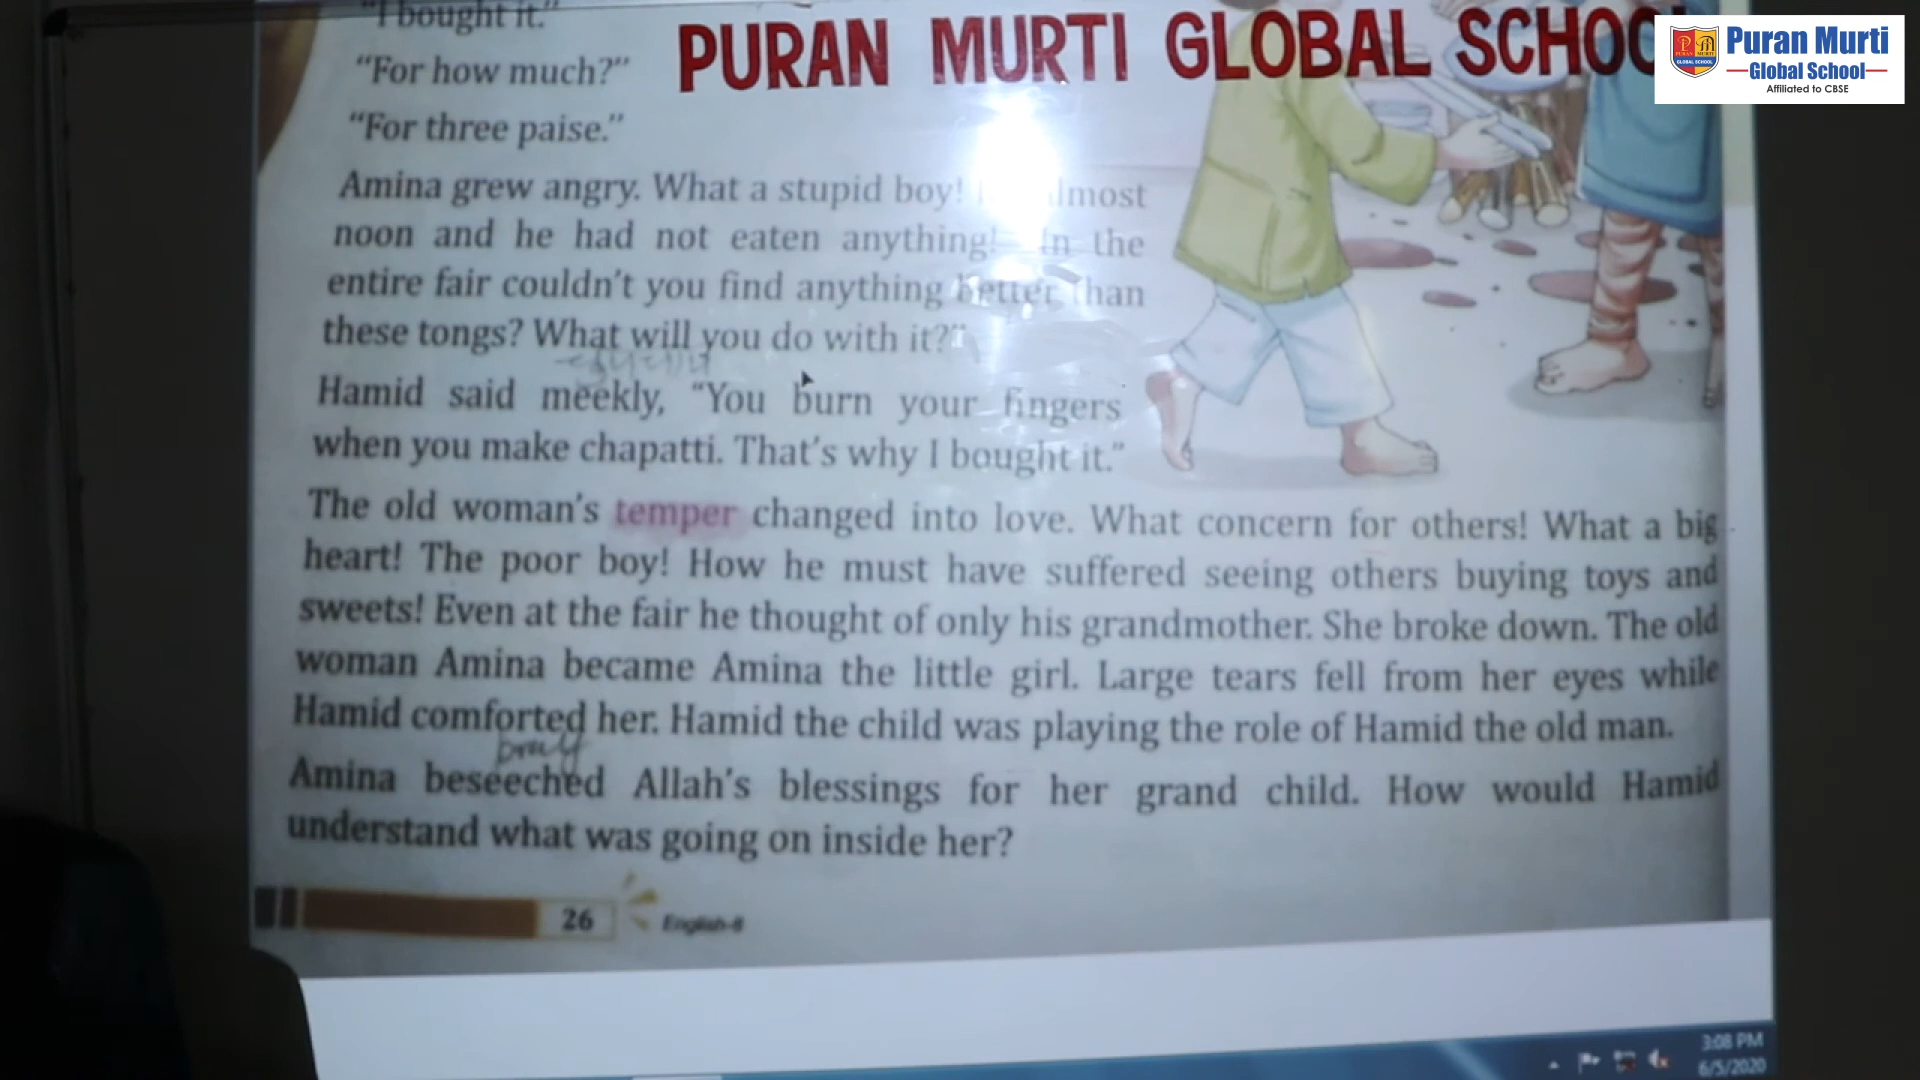 "I bought it."
PURAN MURTI GLOBAL SCHOO
Puran Murti
Global School
Affiliated to CBSE
"For how much?"
"For three paise."
Amina grew angry. What a stupid boy! most
noon and he had not eaten anything! In the
entire fair couldn't you find anything better than
these tongs? What will you do with it?"
Hamid said meekly, "You burn your fingers
when you make chapatti. That's why I bought it."
The old woman's temper changed into love. What concern for others! What a big
heart! The poor boy! How he must have suffered seeing others buying toys and
sweets! Even at the fair he thought of only his grandmother. She broke down. The old
woman Amina became Amina the little girl. Large tears fell from her eyes while
Hamid comforted her. Hamid the child was playing the role of Hamid the old man.
Amina beseeched Allah's blessings for her grand child. How would Hamid
understand what was going on inside her?
26 English-8
3:08 PM
6/5/2020